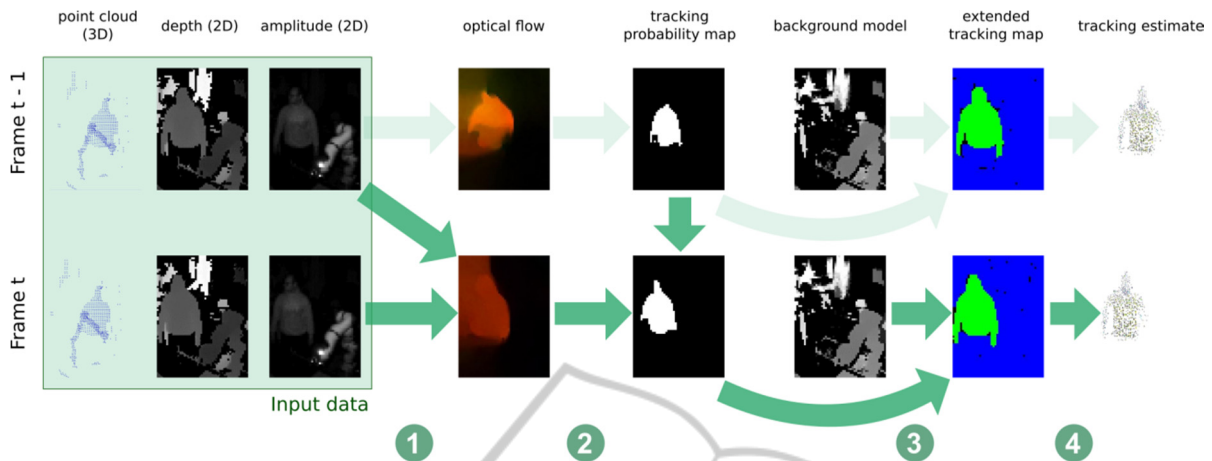 point cloud
(3D)
depth (2D)
amplitude (2D)
optical flow
tracking
probability map
background model
extended
tracking map
tracking estimate
Frame t - 1
Frame t
Input data
1
2
3
4